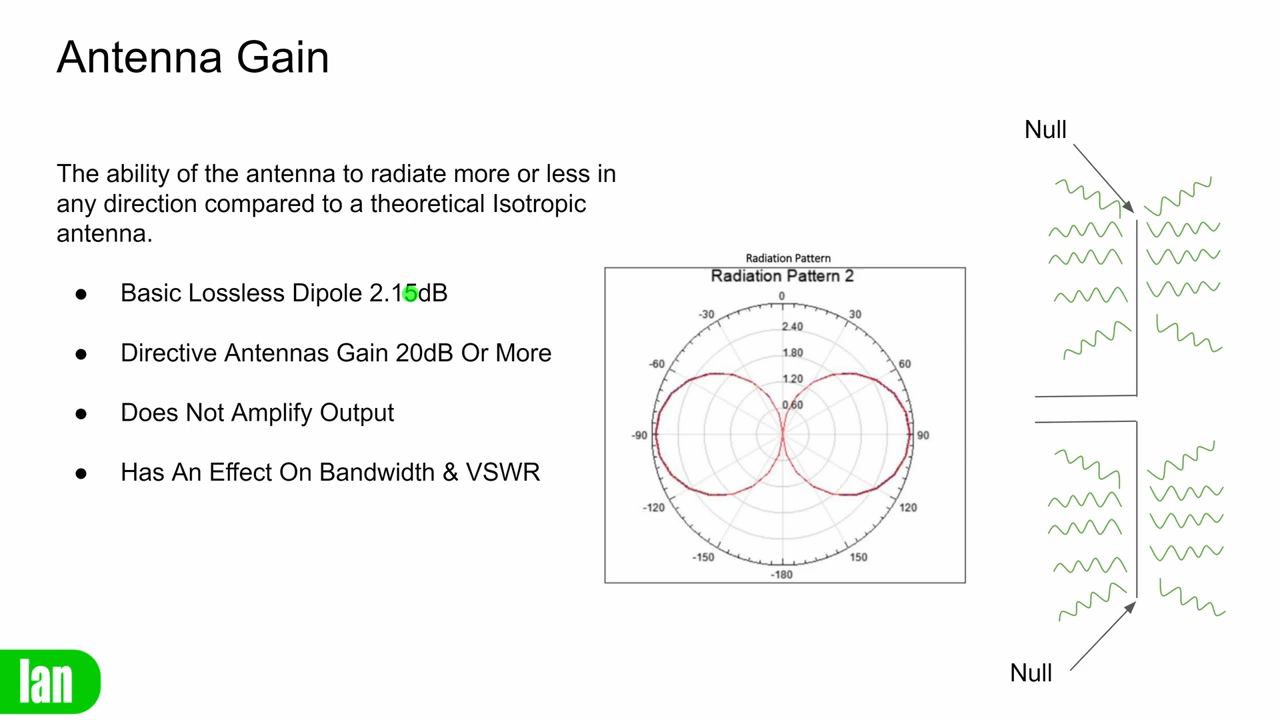 Antenna Gain
The ability of the antenna to radiate more or less in
any direction compared to a theoretical Isotropic
antenna.
● Basic Lossless Dipole 2.15dB
● Directive Antennas Gain 20dB Or More
● Does Not Amplify Output
● Has An Effect On Bandwidth & VSWR
Radiation Pattern
Radiation Pattern 2
0
-30
30
2.40
-60
1.80
60
1.20
0.60
-90
90
-120
120
-150
150
-180
Null
Null
Ian